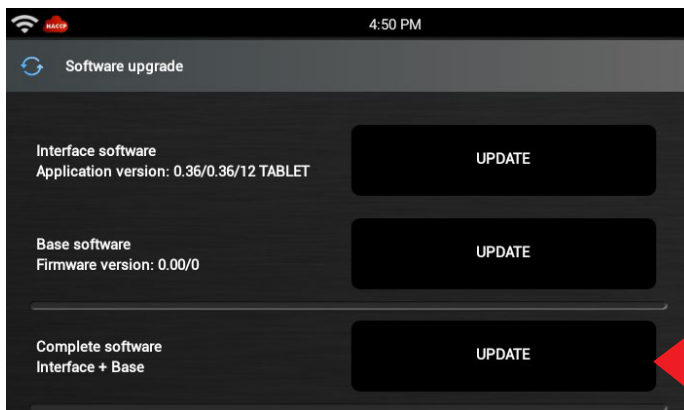 HACCP
4:50 PM
Software upgrade
Interface software
Application version: 0.36/0.36/12 TABLET
UPDATE
Base software
Firmware version: 0.00/0
UPDATE
Complete software
Interface + Base
UPDATE